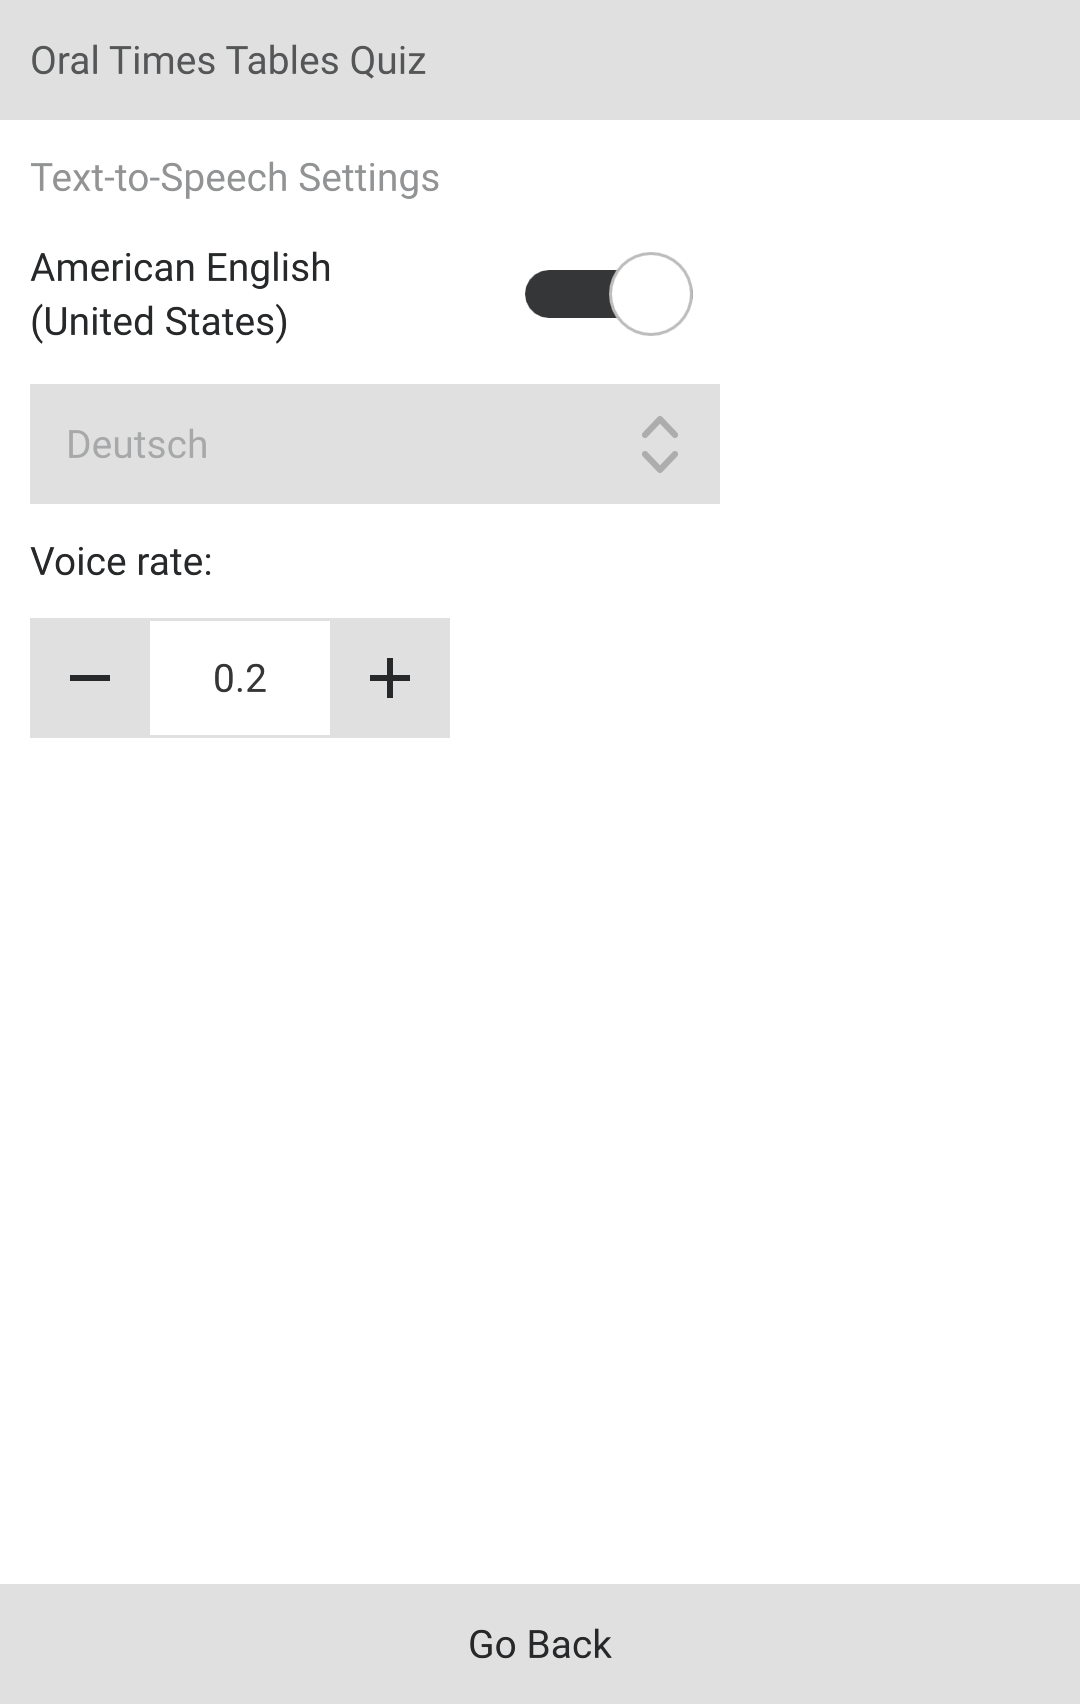 Oral Times Tables Quiz
Text-to-Speech Settings
American English
(United States)
Deutsch
Voice rate:
0.2
Go Back